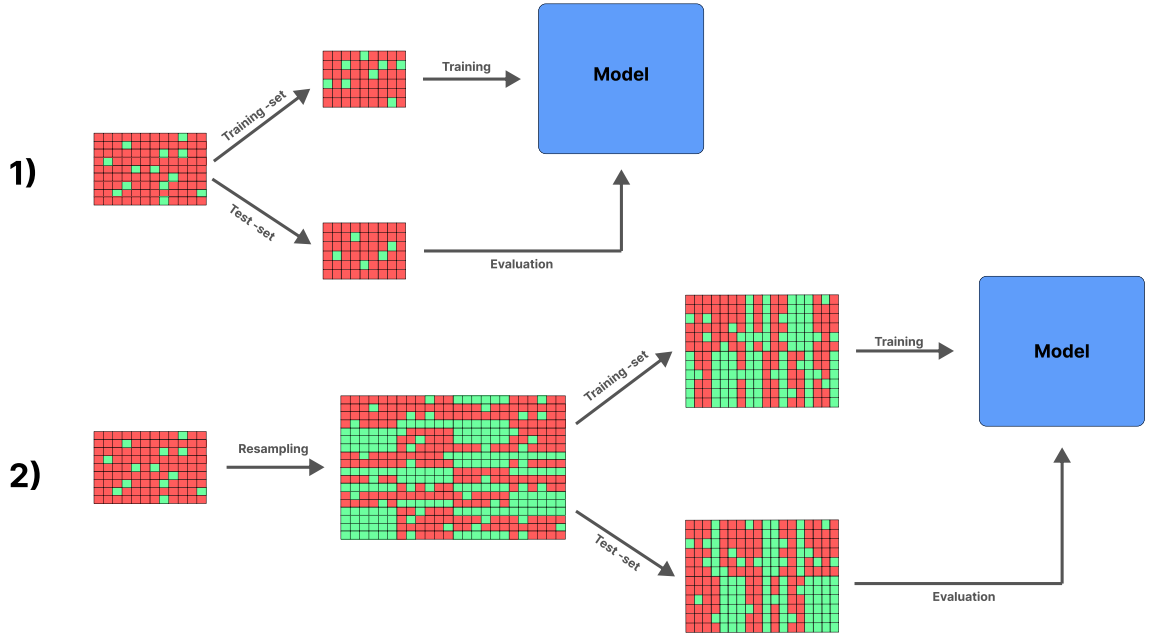 1)
Training -set
Training
Model
Test -set
Evaluation
2)
Resampling
Training -set
Training
Model
Test -set
Evaluation